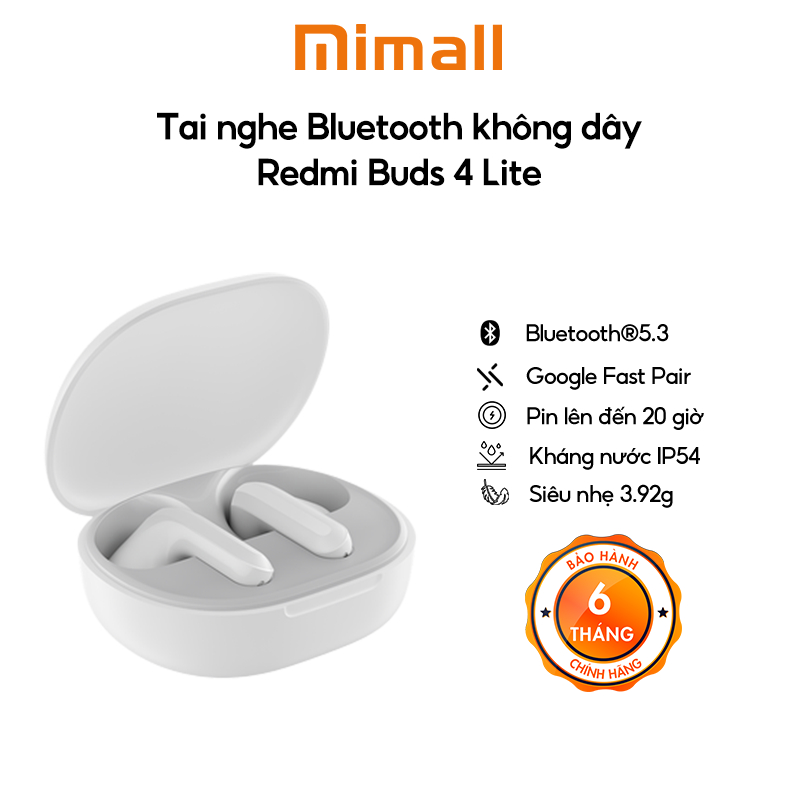 mimall
Tai nghe Bluetooth không dây
Redmi Buds 4 Lite
Bluetooth®5.3
Google Fast Pair
Pin lên đến 20 giờ
Kháng nước IP54
Siêu nhẹ 3.92g
BẢO HÀNH
6
THÁNG
CHÍNH HÃNG